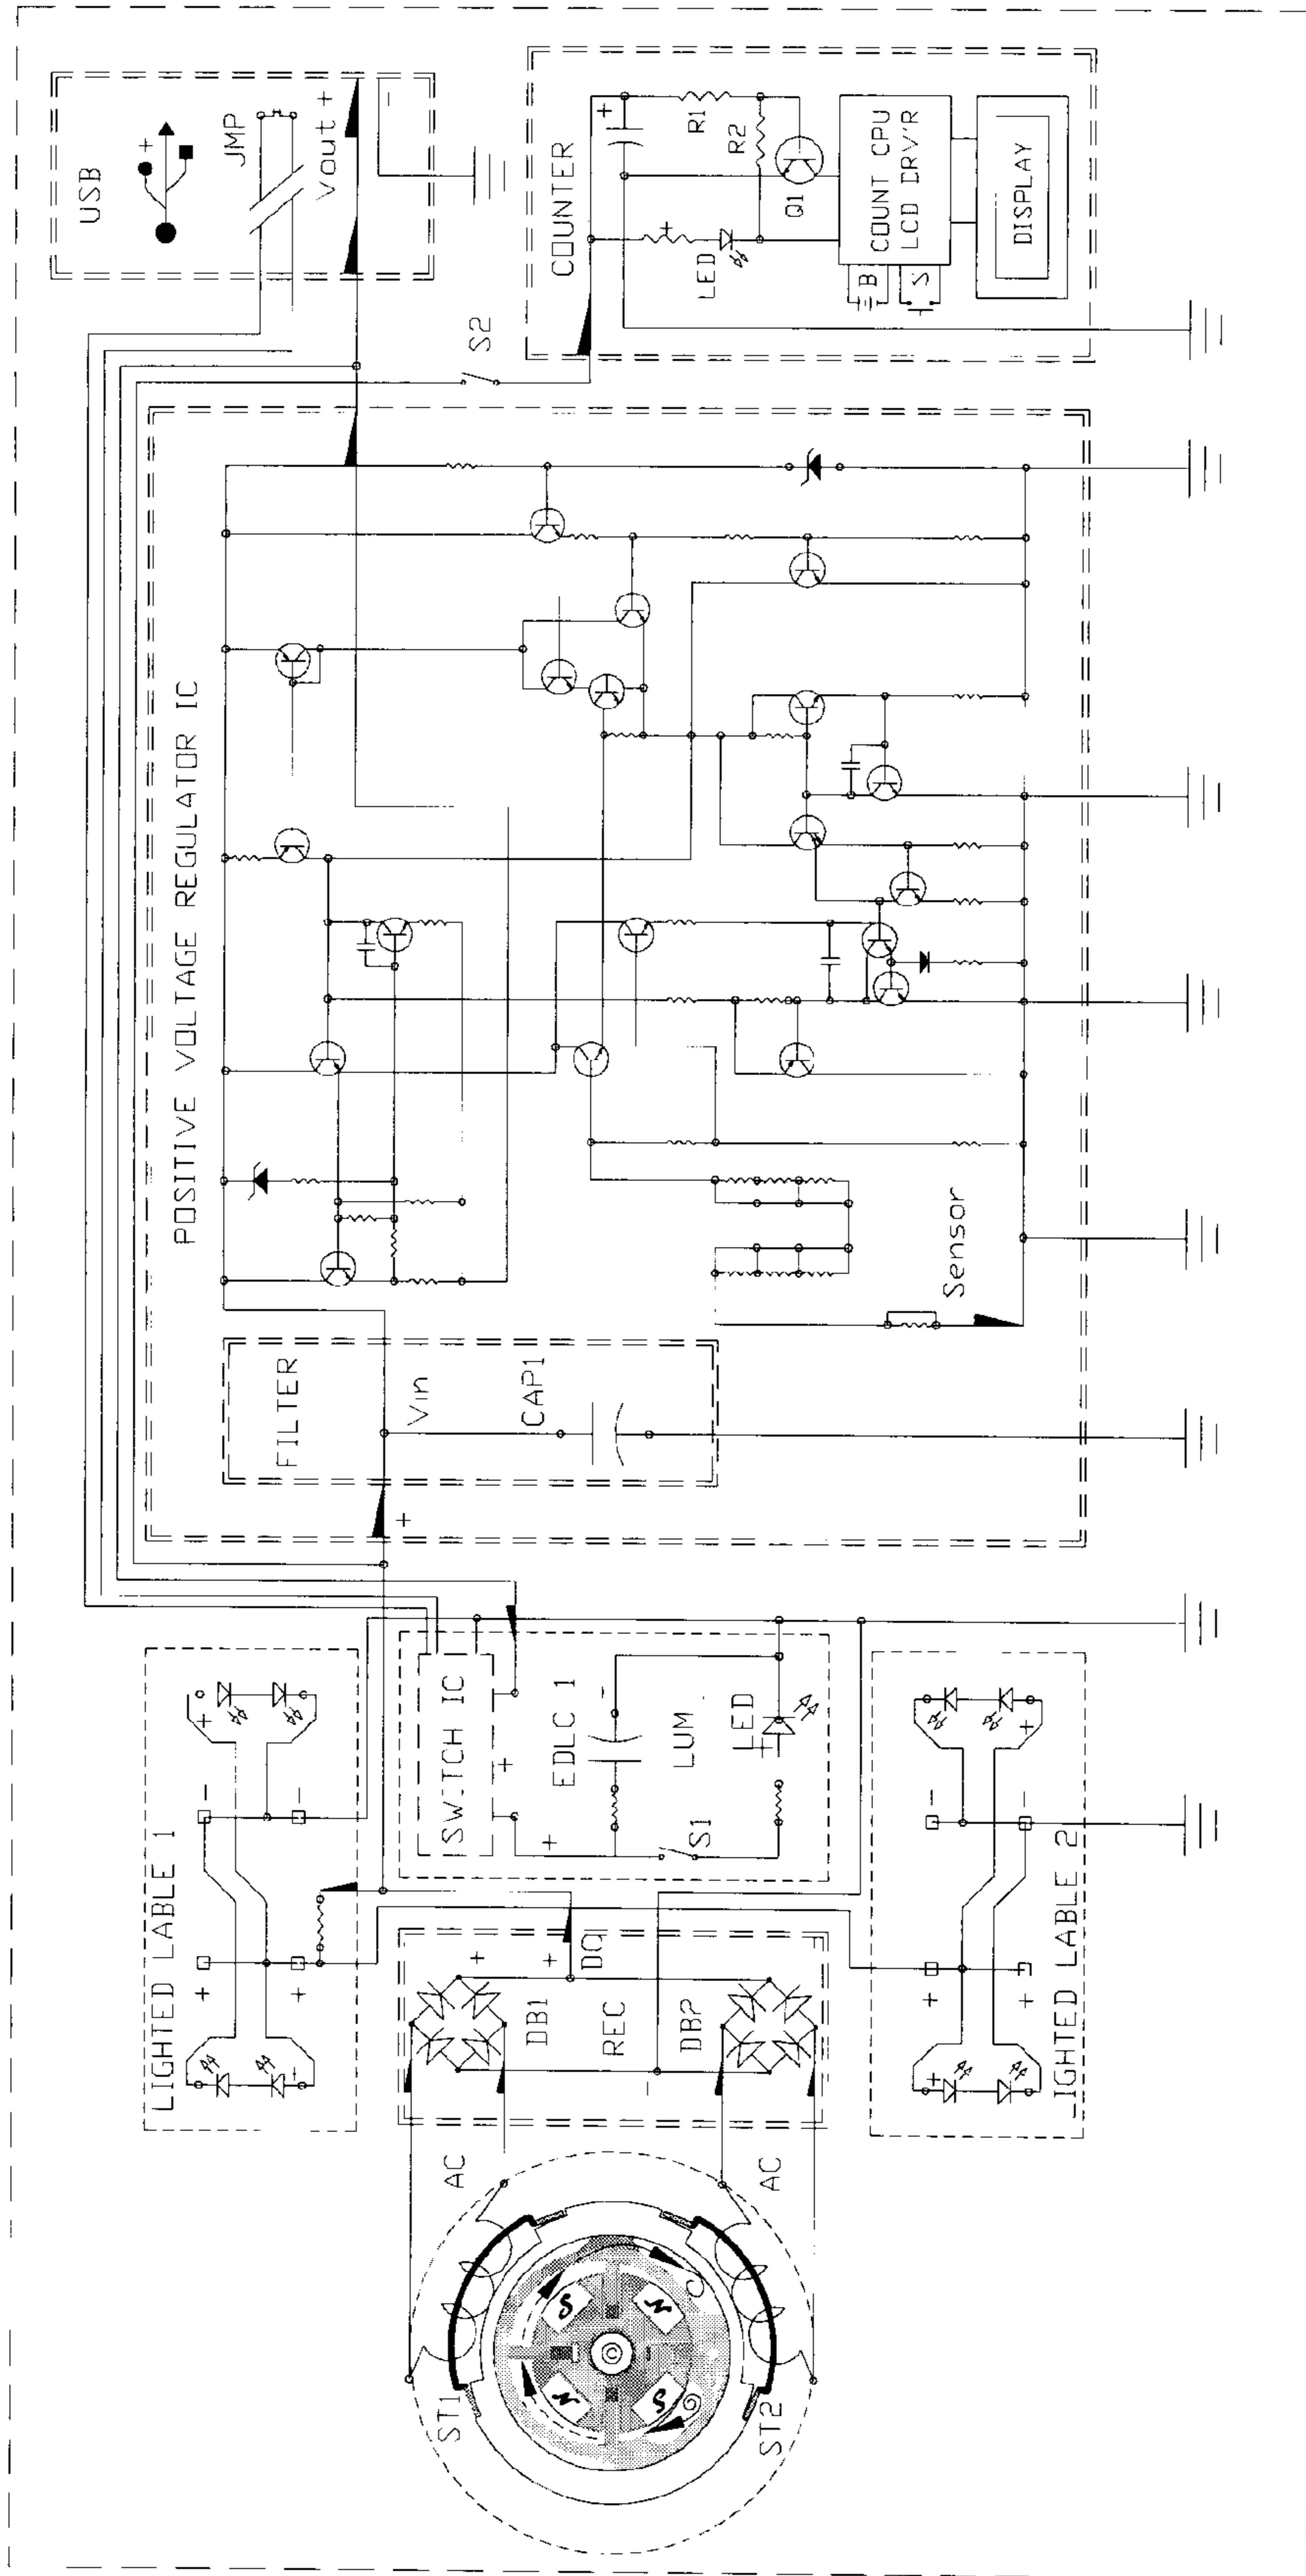 USB
+
JMP
Vout +
-
COUNTER
+
R1
R2
LED
+
Q1
COUNT CPU
LCD DRV'R
B
S
DISPLAY
S2
POSITIVE VOLTAGE REGULATOR IC
Sensor
FILTER
Vin
CAP1
+
LIGHTED LABLE 1
+
-
-
+
+
+
SWITCH IC
+
EDLC 1
-
+
LUM
LED
+
S1
DB1
+
+
DC
REC
DB2
-
AC
AC
IGHTED LABLE 2
+
-
-
+
+
+
ST1
ST2
S
N
N
S